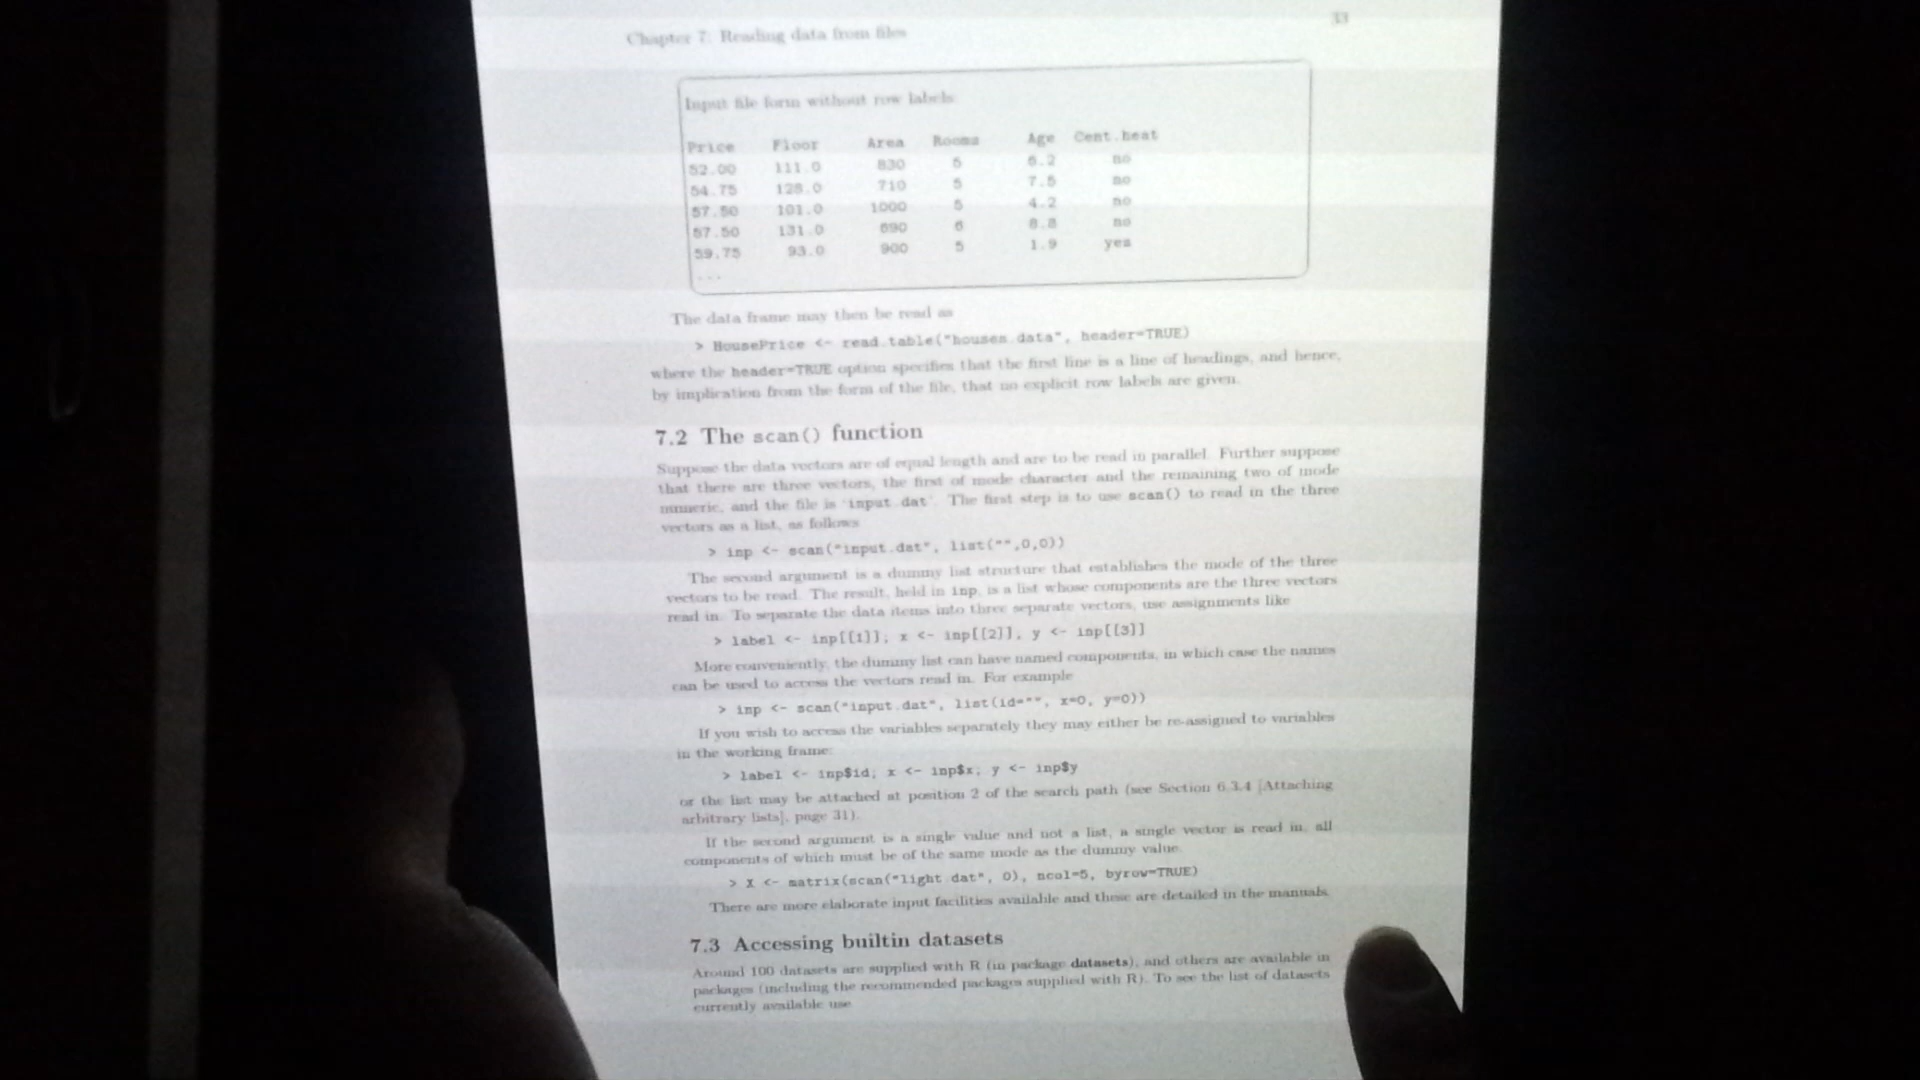 Chapter 7: Reading data from files 33
Input file form without row labels:
Price Floor Area Rooms Age Cent.heat
52.00 111.0 830 5 6.2 no
54.75 128.0 710 5 7.5 no
57.50 101.0 1000 5 4.2 no
57.50 131.0 690 6 8.8 no
59.75 93.0 900 5 1.9 yes
...
The data frame may then be read as
> HousePrice <- read.table("houses.data", header=TRUE)
where the header=TRUE option specifies that the first line is a line of headings, and hence,
by implication from the form of the file, that no explicit row labels are given.
7.2 The scan() function
Suppose the data vectors are of equal length and are to be read in parallel. Further suppose
that there are three vectors, the first of mode character and the remaining two of mode
numeric, and the file is ‘input.dat’. The first step is to use scan() to read in the three
vectors as a list, as follows
> inp <- scan("input.dat", list("",0,0))
The second argument is a dummy list structure that establishes the mode of the three
vectors to be read. The result, held in inp, is a list whose components are the three vectors
read in. To separate the data items into three separate vectors, use assignments like
> label <- inp[[1]]; x <- inp[[2]]; y <- inp[[3]]
More conveniently, the dummy list can have named components, in which case the names
can be used to access the vectors read in. For example
> inp <- scan("input.dat", list(id="", x=0, y=0))
If you wish to access the variables separately they may either be re-assigned to variables
in the working frame:
> label <- inp$id; x <- inp$x; y <- inp$y
or the list may be attached at position 2 of the search path (see Section 6.3.4 [Attaching
arbitrary lists], page 31).
If the second argument is a single value and not a list, a single vector is read in, all
components of which must be of the same mode as the dummy value.
> X <- matrix(scan("light.dat", 0), ncol=5, byrow=TRUE)
There are more elaborate input facilities available and these are detailed in the manuals.
7.3 Accessing builtin datasets
Around 100 datasets are supplied with R (in package datasets), and others are available in
packages (including the recommended packages supplied with R). To see the list of datasets
currently available use